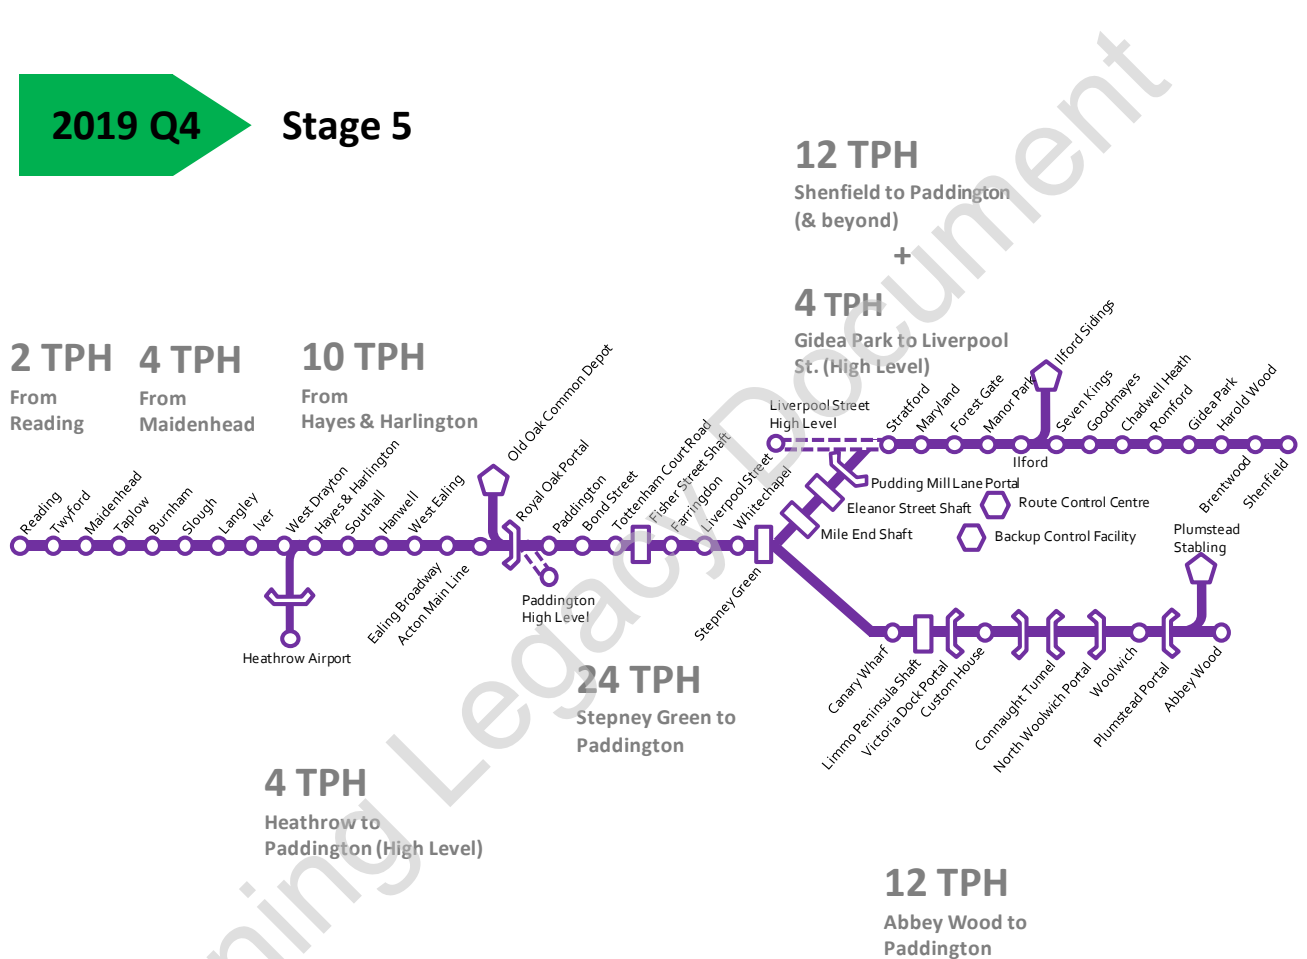 2019 Q4
Stage 5
12 TPH
Shenfield to Paddington
(& beyond)
+
4 TPH
Gidea Park to Liverpool
St. (High Level)
2 TPH
From
Reading
4 TPH
From
Maidenhead
10 TPH
From
Hayes & Harlington
Reading
Twyford
Maidenhead
Taplow
Burnham
Slough
Langley
Iver
West Drayton
Hayes & Harlington
Southall
Hanwell
West Ealing
Ealing Broadway
Acton Main Line
Old Oak Common Depot
Royal Oak Portal
Paddington
Bond Street
Tottenham Court Road
Fisher Street Shaft
Farringdon
Liverpool Street
Whitechapel
Stepney Green
Liverpool Street
High Level
Stratford
Maryland
Forest Gate
Manor Park
Ilford
Ilford Sidings
Seven Kings
Goodmayes
Chadwell Heath
Romford
Gidea Park
Harold Wood
Brentwood
Shenfield
Pudding Mill Lane Portal
Eleanor Street Shaft
Mile End Shaft
Route Control Centre
Backup Control Facility
Plumstead
Stabling
Paddington
High Level
Heathrow Airport
Canary Wharf
Limmo Peninsula Shaft
Victoria Dock Portal
Custom House
Connaught Tunnel
North Woolwich Portal
Woolwich
Plumstead Portal
Abbey Wood
24 TPH
Stepney Green to
Paddington
4 TPH
Heathrow to
Paddington (High Level)
12 TPH
Abbey Wood to
Paddington
ning Legacy Document